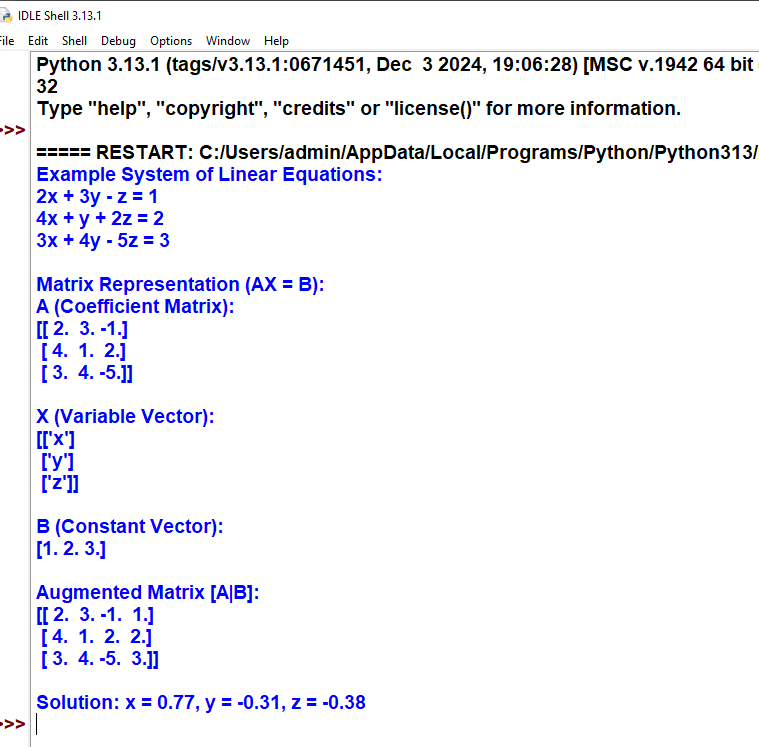 IDLE Shell 3.13.1
File Edit Shell Debug Options Window Help
Python 3.13.1 (tags/v3.13.1:0671451, Dec  3 2024, 19:06:28) [MSC v.1942 64 bit
32
Type "help", "copyright", "credits" or "license()" for more information.
>>>
===== RESTART: C:/Users/admin/AppData/Local/Programs/Python/Python313/
Example System of Linear Equations:
2x + 3y - z = 1
4x + y + 2z = 2
3x + 4y - 5z = 3
Matrix Representation (AX = B):
A (Coefficient Matrix):
[[ 2.  3. -1.]
 [ 4.  1.  2.]
 [ 3.  4. -5.]]
X (Variable Vector):
[['x']
 ['y']
 ['z']]
B (Constant Vector):
[1. 2. 3.]
Augmented Matrix [A|B]:
[[ 2.  3. -1.  1.]
 [ 4.  1.  2.  2.]
 [ 3.  4. -5.  3.]]
Solution: x = 0.77, y = -0.31, z = -0.38
>>>